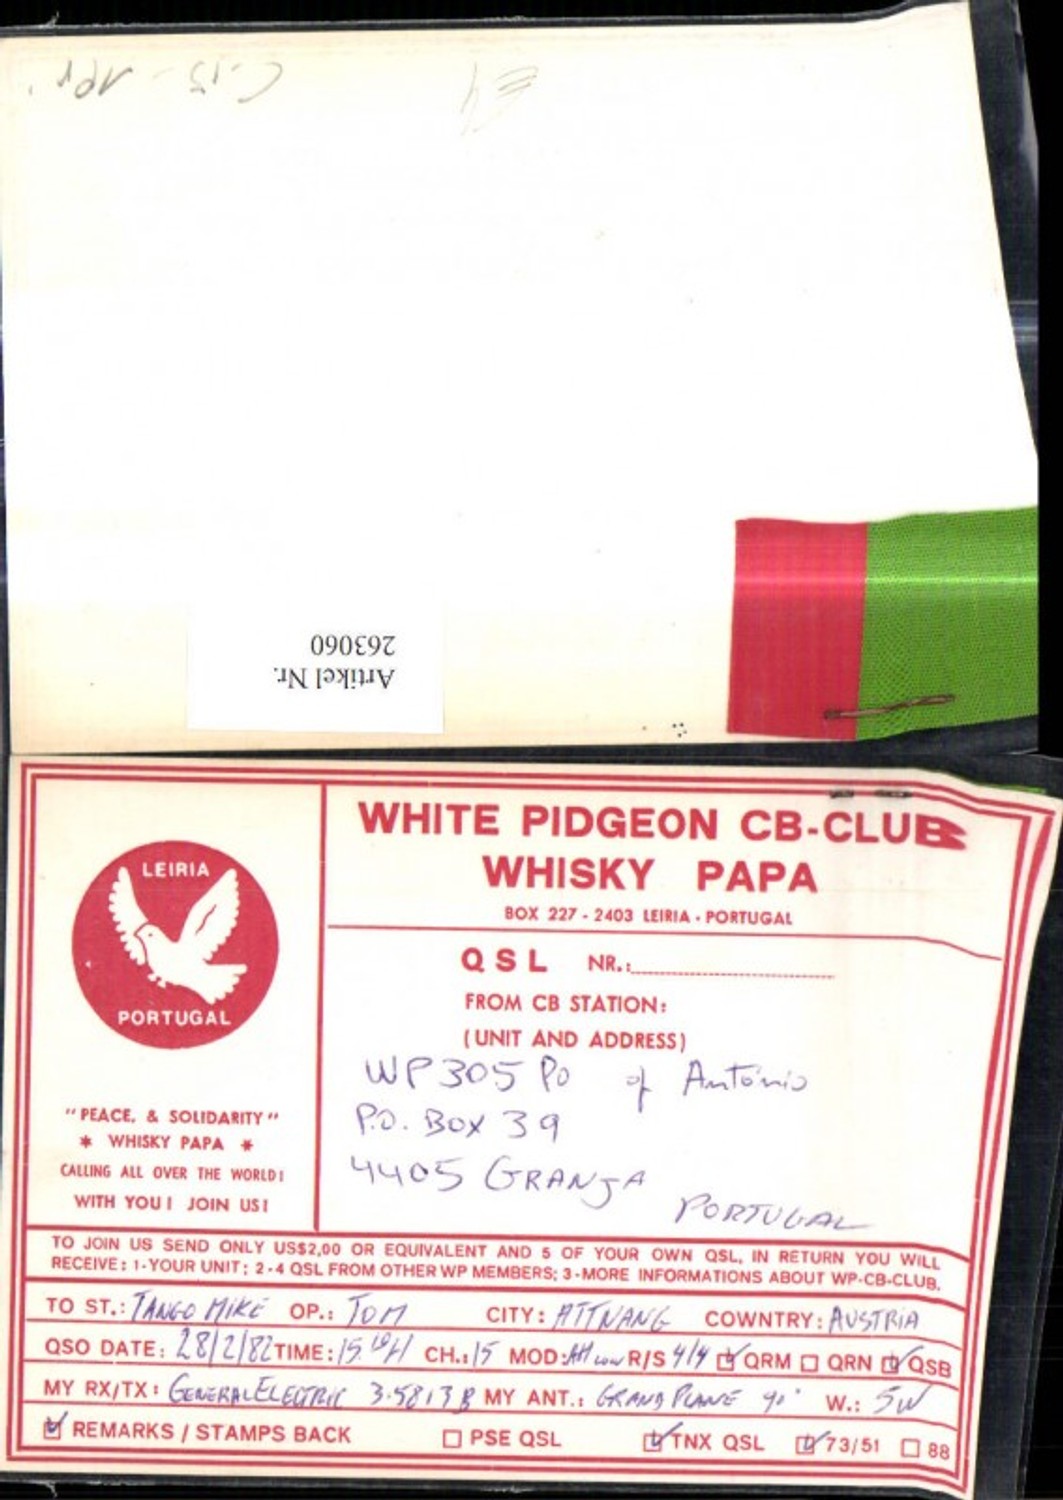 263060
Artikel Nr.
WHITE PIDGEON CB-CLUB
WHISKY PAPA
BOX 227 - 2403 LEIRIA - PORTUGAL
LEIRIA
PORTUGAL
"PEACE, & SOLIDARITY"
* WHISKY PAPA *
CALLING ALL OVER THE WORLD!
WITH YOU! JOIN US!
QSL NR.:
FROM CB STATION:
(UNIT AND ADDRESS)
WP305 Po of António
P.O. BOX 39
4405 GRANJA
PORTUGAL
TO JOIN US SEND ONLY US$2,00 OR EQUIVALENT AND 5 OF YOUR OWN QSL, IN RETURN YOU WILL
RECEIVE: 1-YOUR UNIT; 2-4 QSL FROM OTHER WP MEMBERS; 3-MORE INFORMATIONS ABOUT WP-CB-CLUB.
TO ST.: TANGO MIKE OP.: TOM CITY: ATTNANG COWNTRY: AUSTRIA
QSO DATE: 28/2/82 TIME: 15.10H CH.: 15 MOD: R/S 4/4 QRM QRN QSB
MY RX/TX: GENERAL ELECTRIC 3.5813B MY ANT.: GRAND PLANE W.: 5W
REMARKS / STAMPS BACK PSE QSL TNX QSL 73/51 88